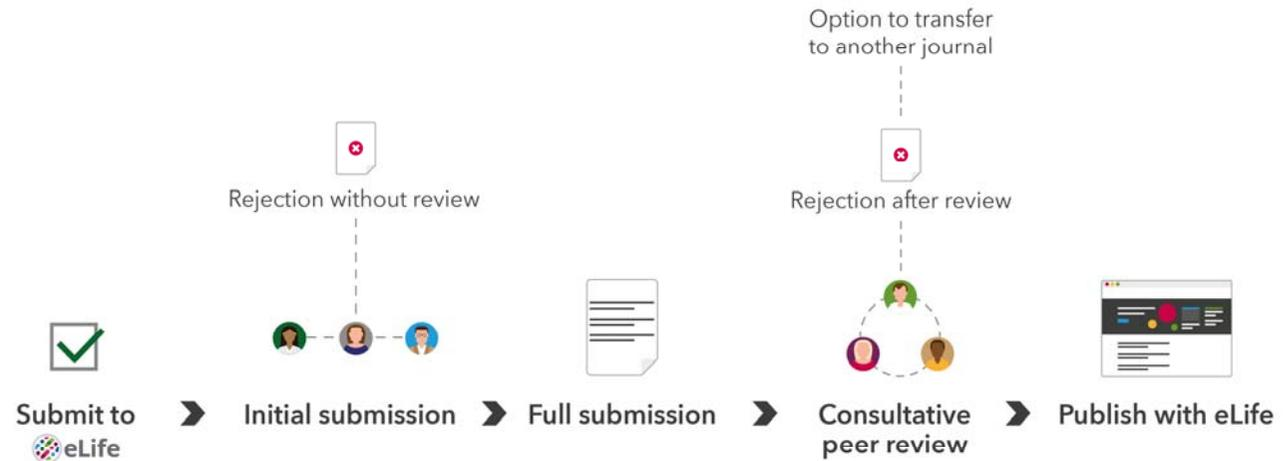 Option to transfer
to another journal
Rejection without review
Rejection after review
Submit to
eLife
Initial submission
Full submission
Consultative
peer review
Publish with eLife